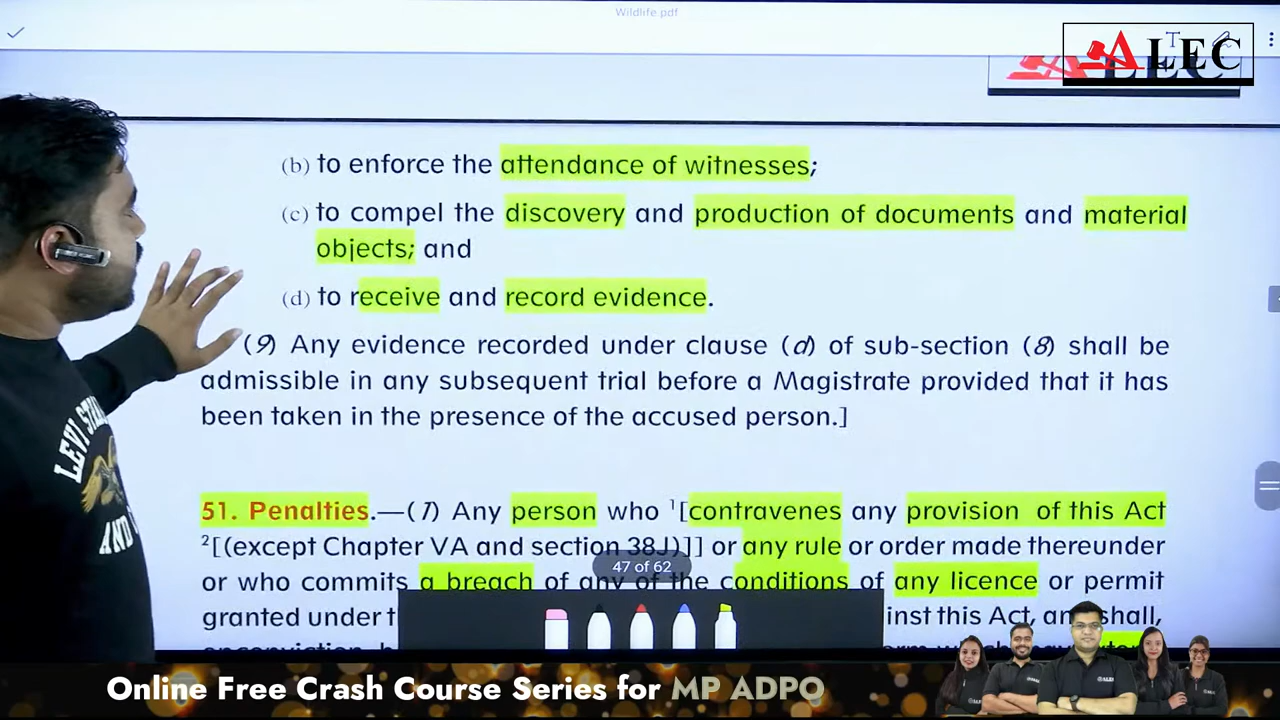 Wildlife.pdf
ALEC
(b) to enforce the attendance of witnesses;
(c) to compel the discovery and production of documents and material
objects; and
(d) to receive and record evidence.
(9) Any evidence recorded under clause (d) of sub-section (8) shall be
admissible in any subsequent trial before a Magistrate provided that it has
been taken in the presence of the accused person.]
51. Penalties.—(1) Any person who ¹[contravenes any provision of this Act
²[(except Chapter VA and section 38J)]] or any rule or order made thereunder
47 of 62
or who commits a breach of any of the conditions of any licence or permit
granted under inst this Act, and shall,
LEVI
AND
Online Free Crash Course Series for MP ADPO